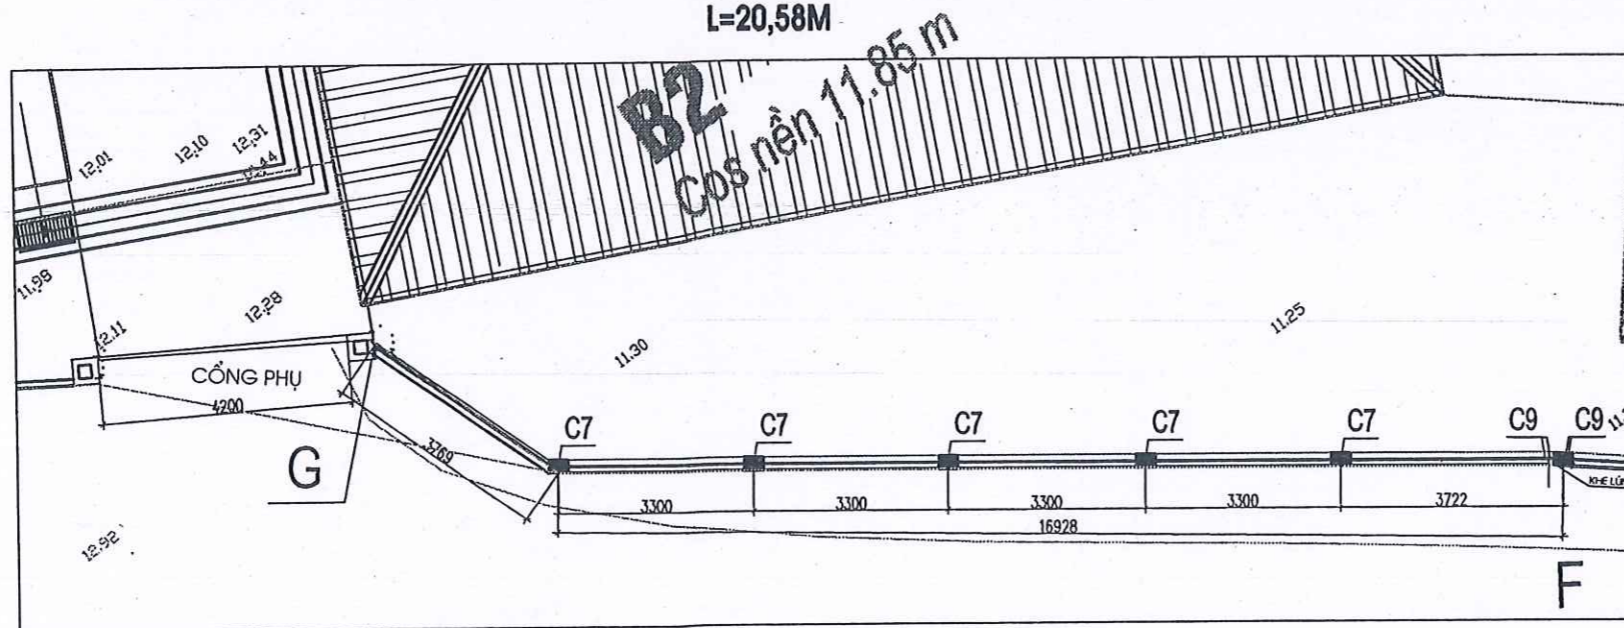 L=20,58M
B2
Cos nền 11.85 m
12.01
12.10
12.31
12.44
11.98
12.28
12.11
11.30
11.25
CỔNG PHỤ
4200
3769
G
C7
C7
C7
C7
C7
C9
C9
3300
3300
3300
3300
3722
16928
12.92
F